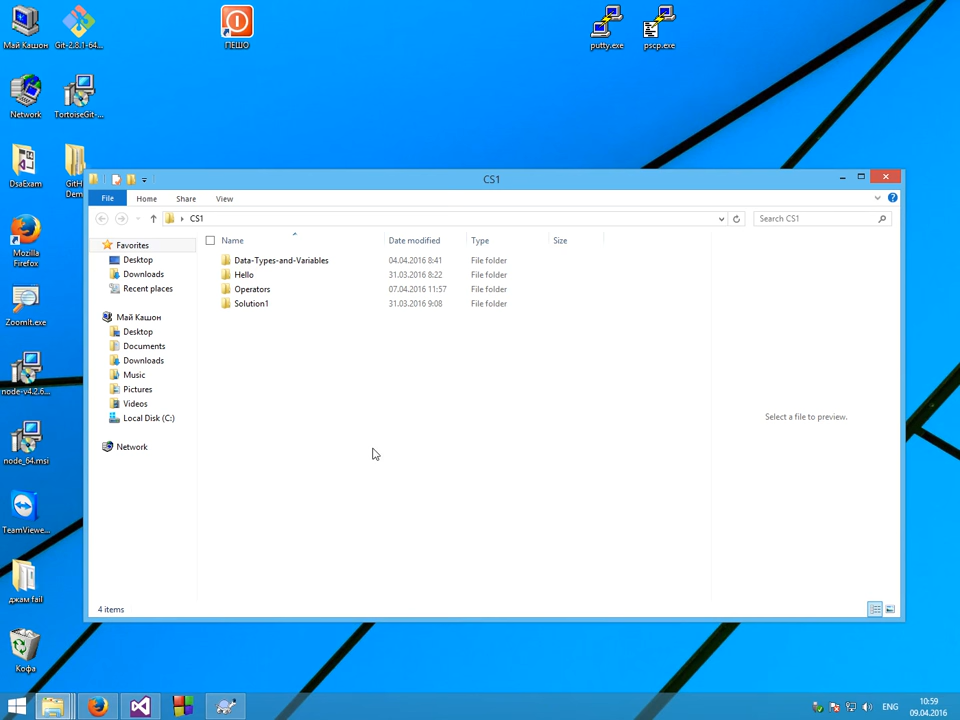 Май Кашон
Git-2.8.1-64...
ПЕШО
putty.exe
pscp.exe
Network
TortoiseGit-...
DsaExam
GitH
Dem
Mozilla
Firefox
ZoomIt.exe
node-v4.2.6...
node_64.msi
TeamViewe...
джам fail
Кофа
CS1
File
Home
Share
View
CS1
Search CS1
Favorites
Desktop
Downloads
Recent places
Май Кашон
Desktop
Documents
Downloads
Music
Pictures
Videos
Local Disk (C:)
Network
Name
Date modified
Type
Size
Data-Types-and-Variables 04.04.2016 8:41 File folder
Hello 31.03.2016 8:22 File folder
Operators 07.04.2016 11:57 File folder
Solution1 31.03.2016 9:08 File folder
Select a file to preview.
4 items
ENG
10:59
09.04.2016